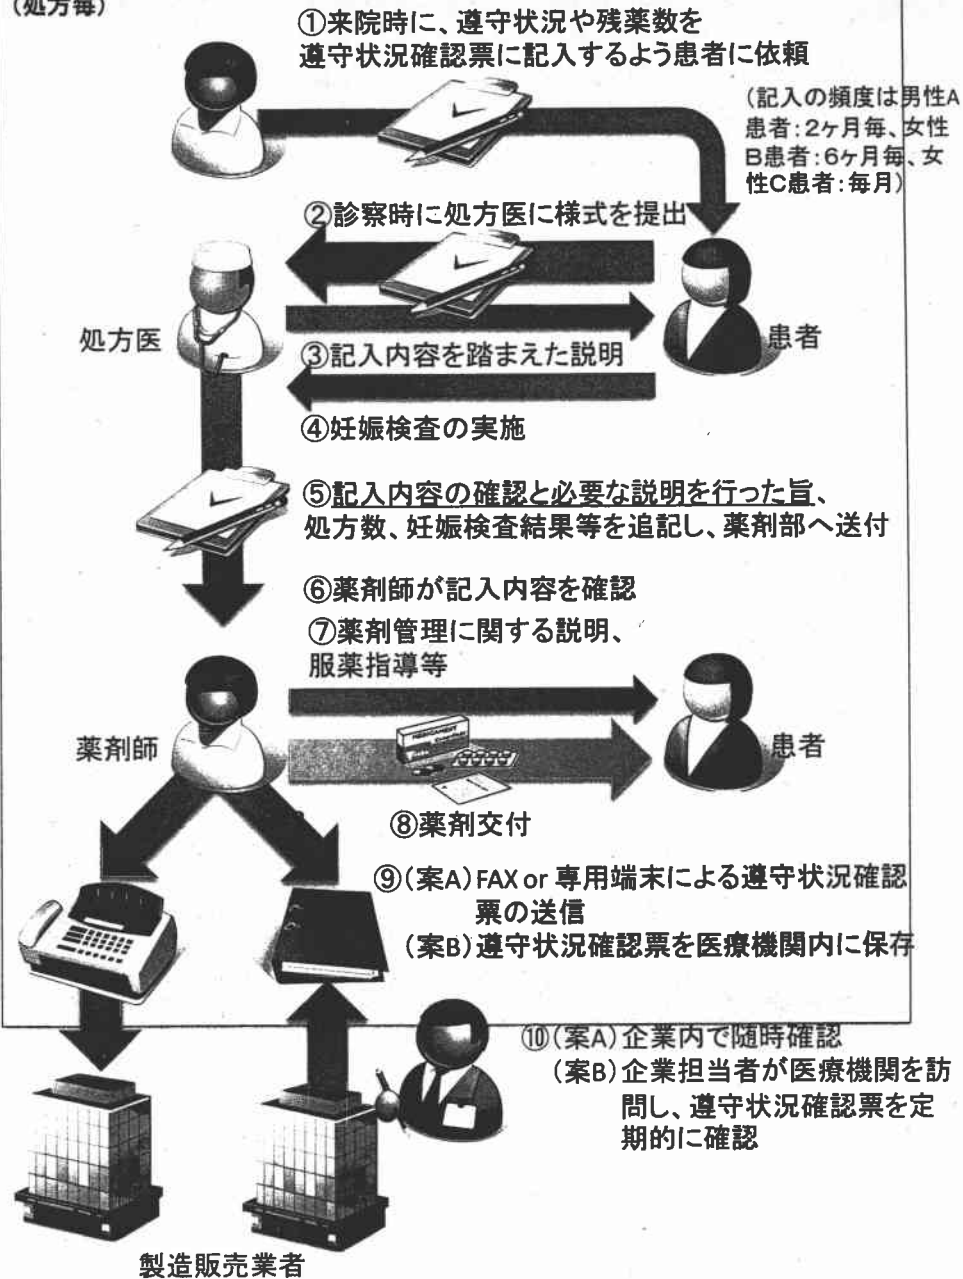 (処方毎)
①来院時に、遵守状況や残薬数を
遵守状況確認票に記入するよう患者に依頼
(記入の頻度は男性A
患者:2ヶ月毎、女性
B患者:6ヶ月毎、女
性C患者:毎月)
②診察時に処方医に様式を提出
処方医
患者
③記入内容を踏まえた説明
④妊娠検査の実施
⑤記入内容の確認と必要な説明を行った旨、
処方数、妊娠検査結果等を追記し、薬剤部へ送付
⑥薬剤師が記入内容を確認
⑦薬剤管理に関する説明、
服薬指導等
薬剤師
MEDICAMENT
患者
⑧薬剤交付
⑨(案A)FAX or 専用端末による遵守状況確認
票の送信
(案B)遵守状況確認票を医療機関内に保存
⑩(案A)企業内で随時確認
(案B)企業担当者が医療機関を訪
問し、遵守状況確認票を定
期的に確認
製造販売業者